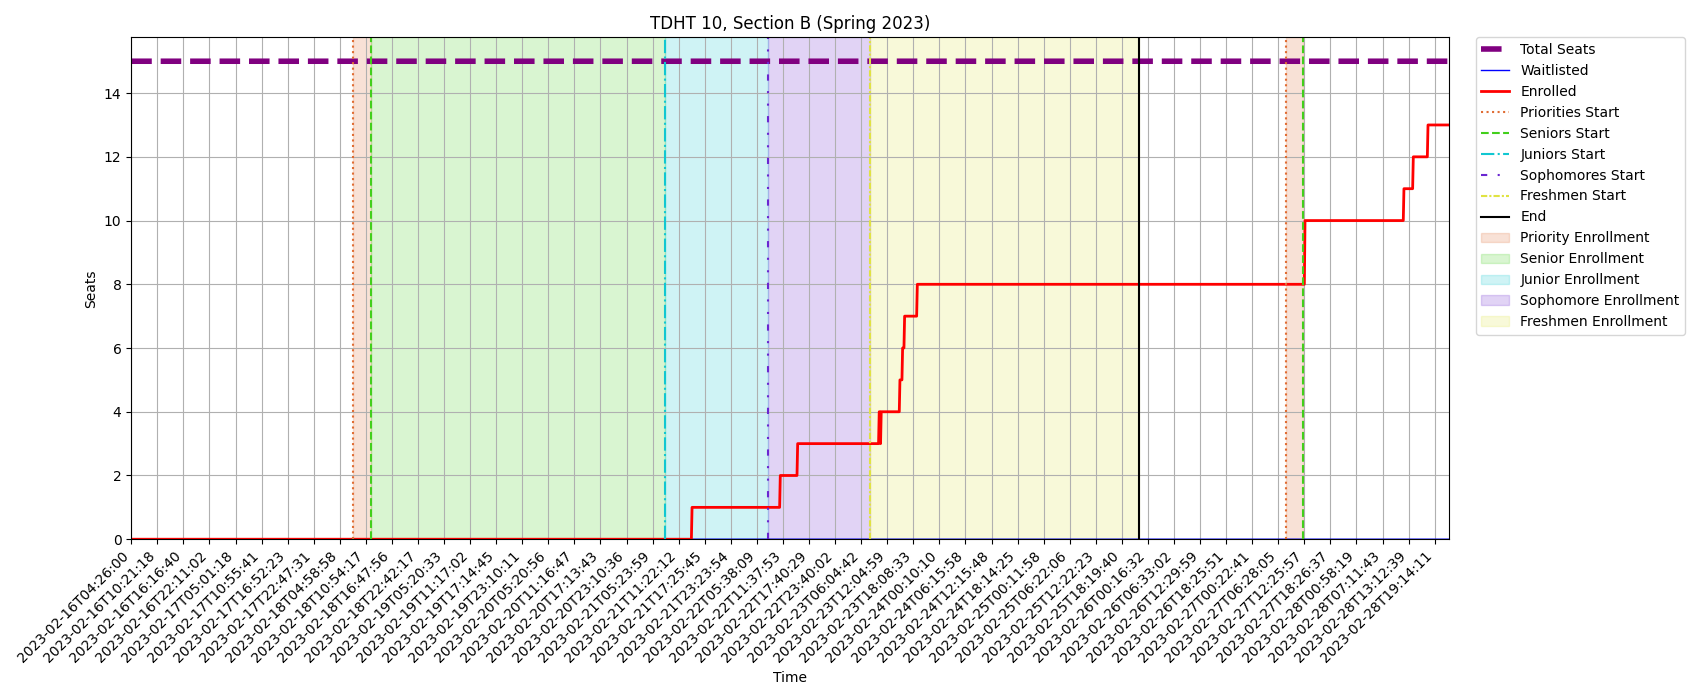 TDHT 10, Section B (Spring 2023)
Seats
14
12
10
8
6
4
2
0
2023-02-16T04:26:00
2023-02-16T10:21:18
2023-02-16T16:16:40
2023-02-16T22:11:02
2023-02-17T05:01:18
2023-02-17T10:55:41
2023-02-17T16:52:23
2023-02-17T22:47:31
2023-02-18T04:58:58
2023-02-18T10:54:17
2023-02-18T16:47:56
2023-02-18T22:42:17
2023-02-19T05:20:33
2023-02-19T11:17:02
2023-02-19T17:14:45
2023-02-19T23:10:11
2023-02-20T05:20:56
2023-02-20T11:16:47
2023-02-20T17:13:43
2023-02-20T23:10:36
2023-02-21T05:23:59
2023-02-21T11:22:12
2023-02-21T17:25:45
2023-02-21T23:23:54
2023-02-22T05:38:09
2023-02-22T11:37:53
2023-02-22T17:40:29
2023-02-22T23:40:02
2023-02-23T06:04:42
2023-02-23T12:04:59
2023-02-23T18:08:33
2023-02-24T00:10:10
2023-02-24T06:15:58
2023-02-24T12:15:48
2023-02-24T18:14:25
2023-02-25T00:11:58
2023-02-25T06:22:06
2023-02-25T12:22:23
2023-02-25T18:19:40
2023-02-26T00:16:32
2023-02-26T06:33:02
2023-02-26T12:29:59
2023-02-26T18:25:51
2023-02-27T00:22:41
2023-02-27T06:28:05
2023-02-27T12:25:57
2023-02-27T18:26:37
2023-02-28T00:58:19
2023-02-28T07:11:43
2023-02-28T13:12:39
2023-02-28T19:14:11
Time
Total Seats
Waitlisted
Enrolled
Priorities Start
Seniors Start
Juniors Start
Sophomores Start
Freshmen Start
End
Priority Enrollment
Senior Enrollment
Junior Enrollment
Sophomore Enrollment
Freshmen Enrollment